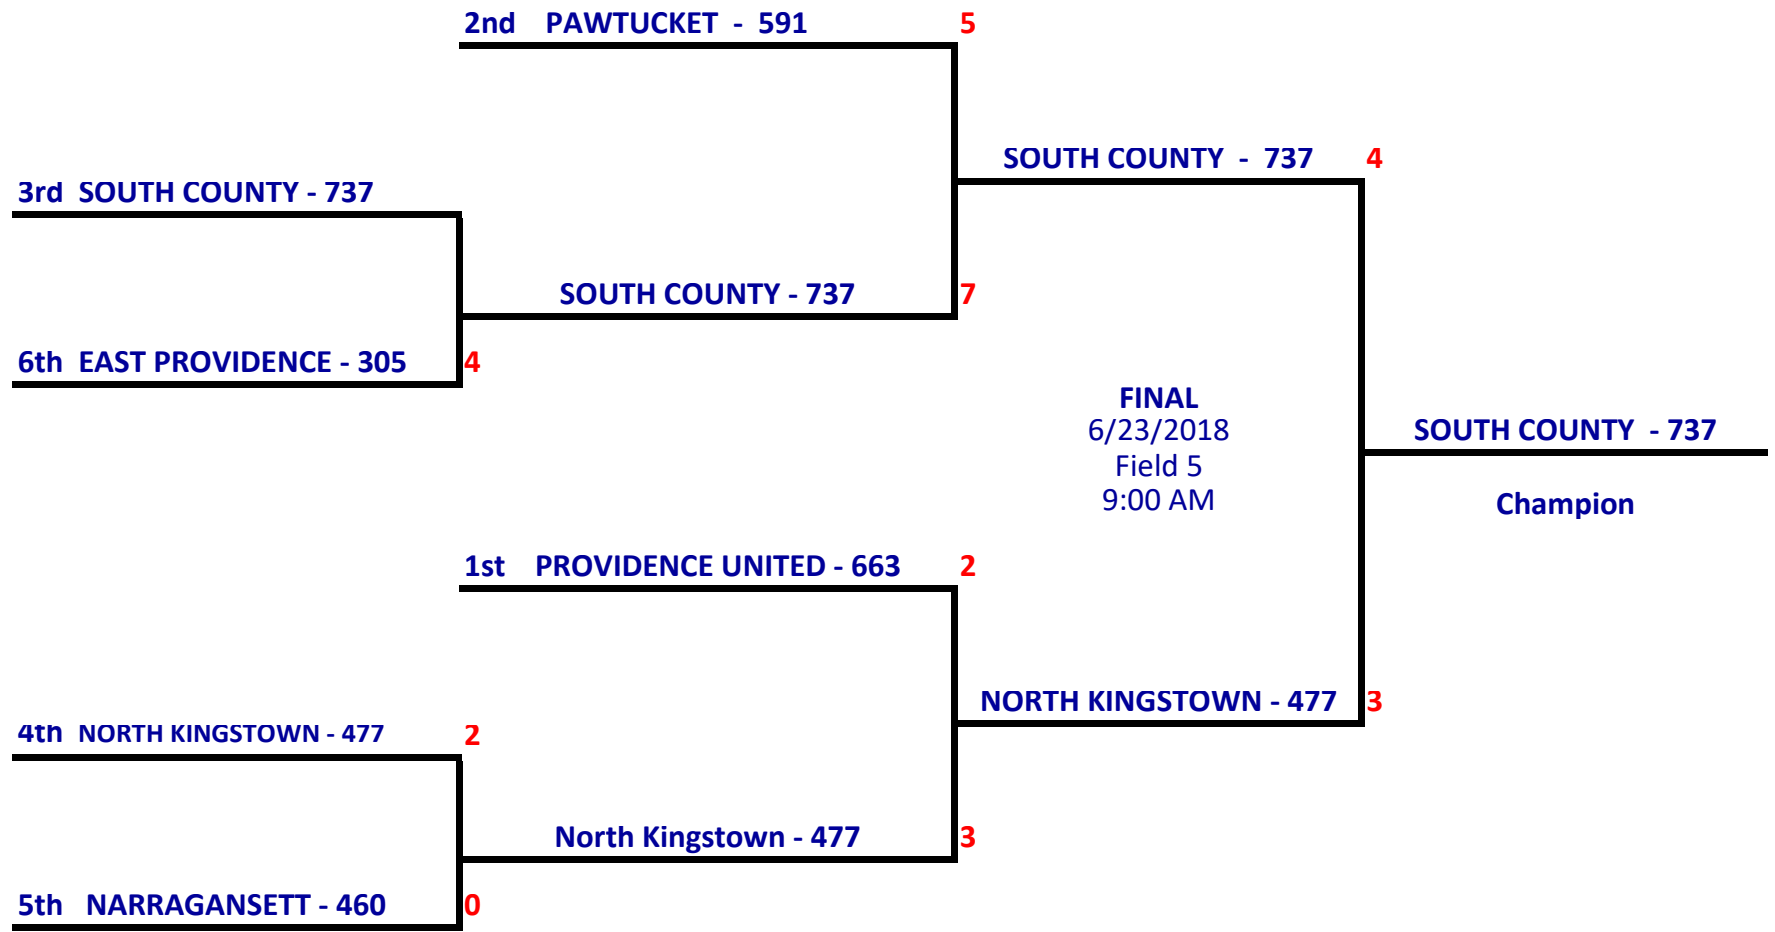 2nd PAWTUCKET - 591 5
SOUTH COUNTY - 737 4
3rd SOUTH COUNTY - 737
SOUTH COUNTY - 737 7
6th EAST PROVIDENCE - 305 4
FINAL
6/23/2018
Field 5
9:00 AM
SOUTH COUNTY - 737
Champion
1st PROVIDENCE UNITED - 663 2
NORTH KINGSTOWN - 477 3
4th NORTH KINGSTOWN - 477 2
North Kingstown - 477 3
5th NARRAGANSETT - 460 0